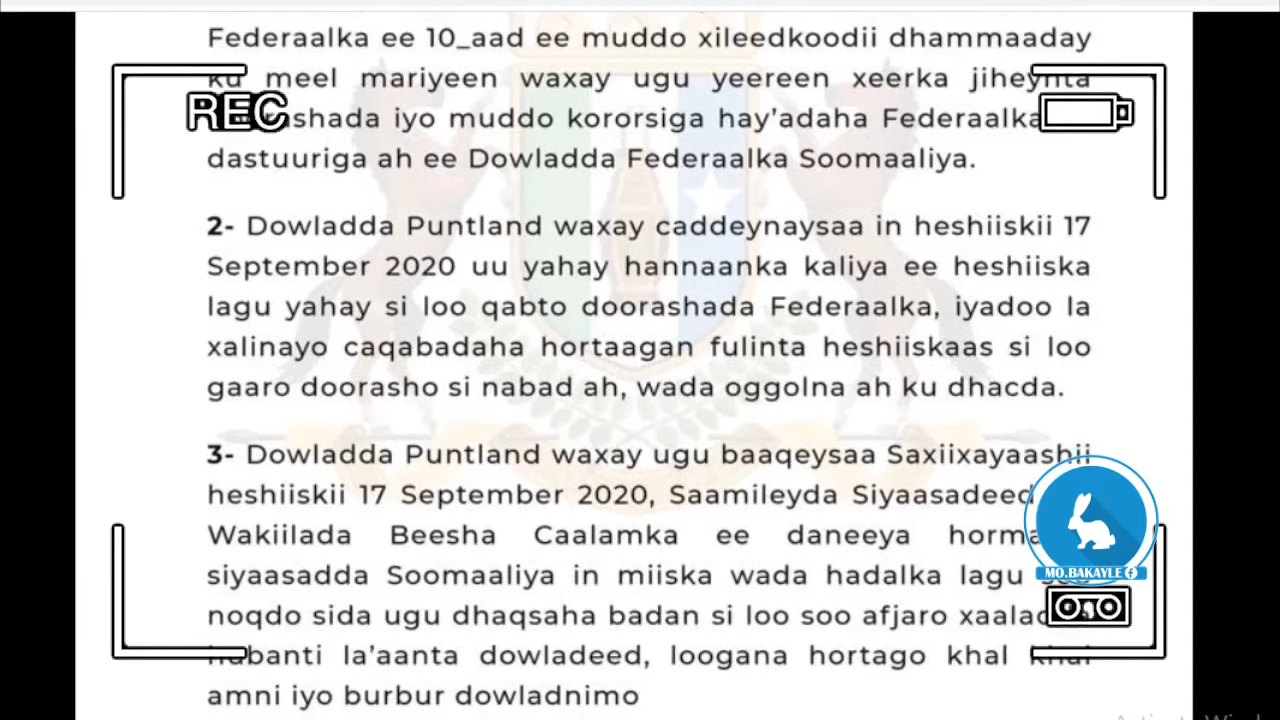 Federaalka ee 10_aad ee muddo xileedkoodii dhammaaday
ku meel mariyeen waxay ugu yeereen xeerka jiheynta
REC
iyo muddo kororsiga hay'adaha Federaalka
dastuuriga ah ee Dowladda Federaalka Soomaaliya.
2- Dowladda Puntland waxay caddeynaysaa in heshiiskii 17
September 2020 uu yahay hannaanka kaliya ee heshiiska
lagu yahay si loo qabto doorashada Federaalka, iyadoo la
xalinayo caqabadaha hortaagan fulinta heshiiskaas si loo
gaaro doorasho si nabad ah, wada oggolna ah ku dhacda.
3- Dowladda Puntland waxay ugu baaqeysaa Saxiixayaashii
heshiiskii 17 September 2020, Saamileyda Siyaasadeed
Wakiilada Beesha Caalamka ee daneeya
siyaasadda Soomaaliya in miiska wada hadalka lagu
noqdo sida ugu dhaqsaha badan si loo soo afjaro
hubanti la'aanta dowladeed, loogana hortago khal khal
amni iyo burbur dowladnimo
MO.BAKAYLE